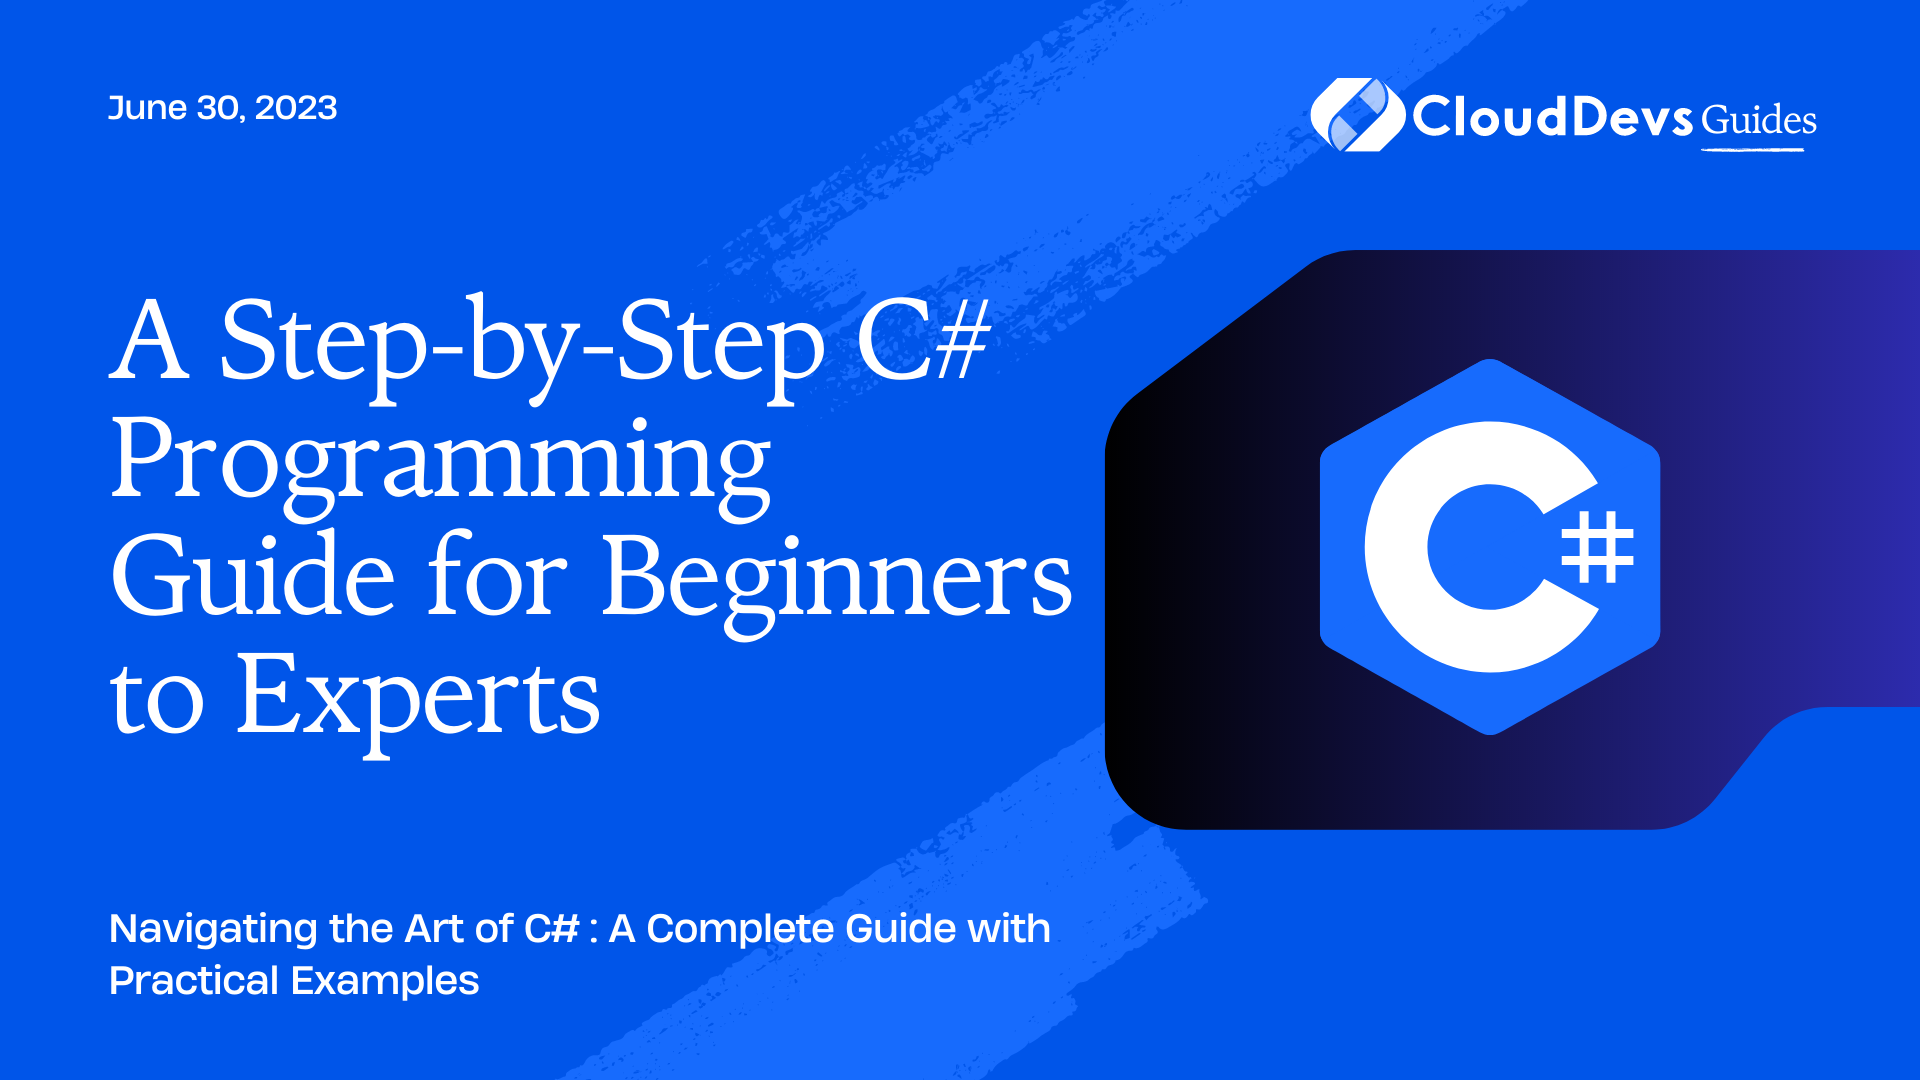 June 30, 2023
CloudDevs Guides
A Step-by-Step C#
Programming
Guide for Beginners
to Experts
C#
Navigating the Art of C# : A Complete Guide with
Practical Examples